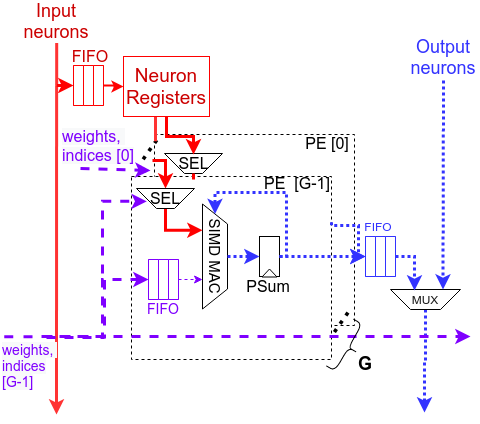 Input
neurons
FIFO
Neuron
Registers
Output
neurons
weights,
indices [0]
PE [0]
SEL
PE [G-1]
SEL
SIMD MAC
FIFO
PSum
FIFO
MUX
weights,
indices
[G-1]
G